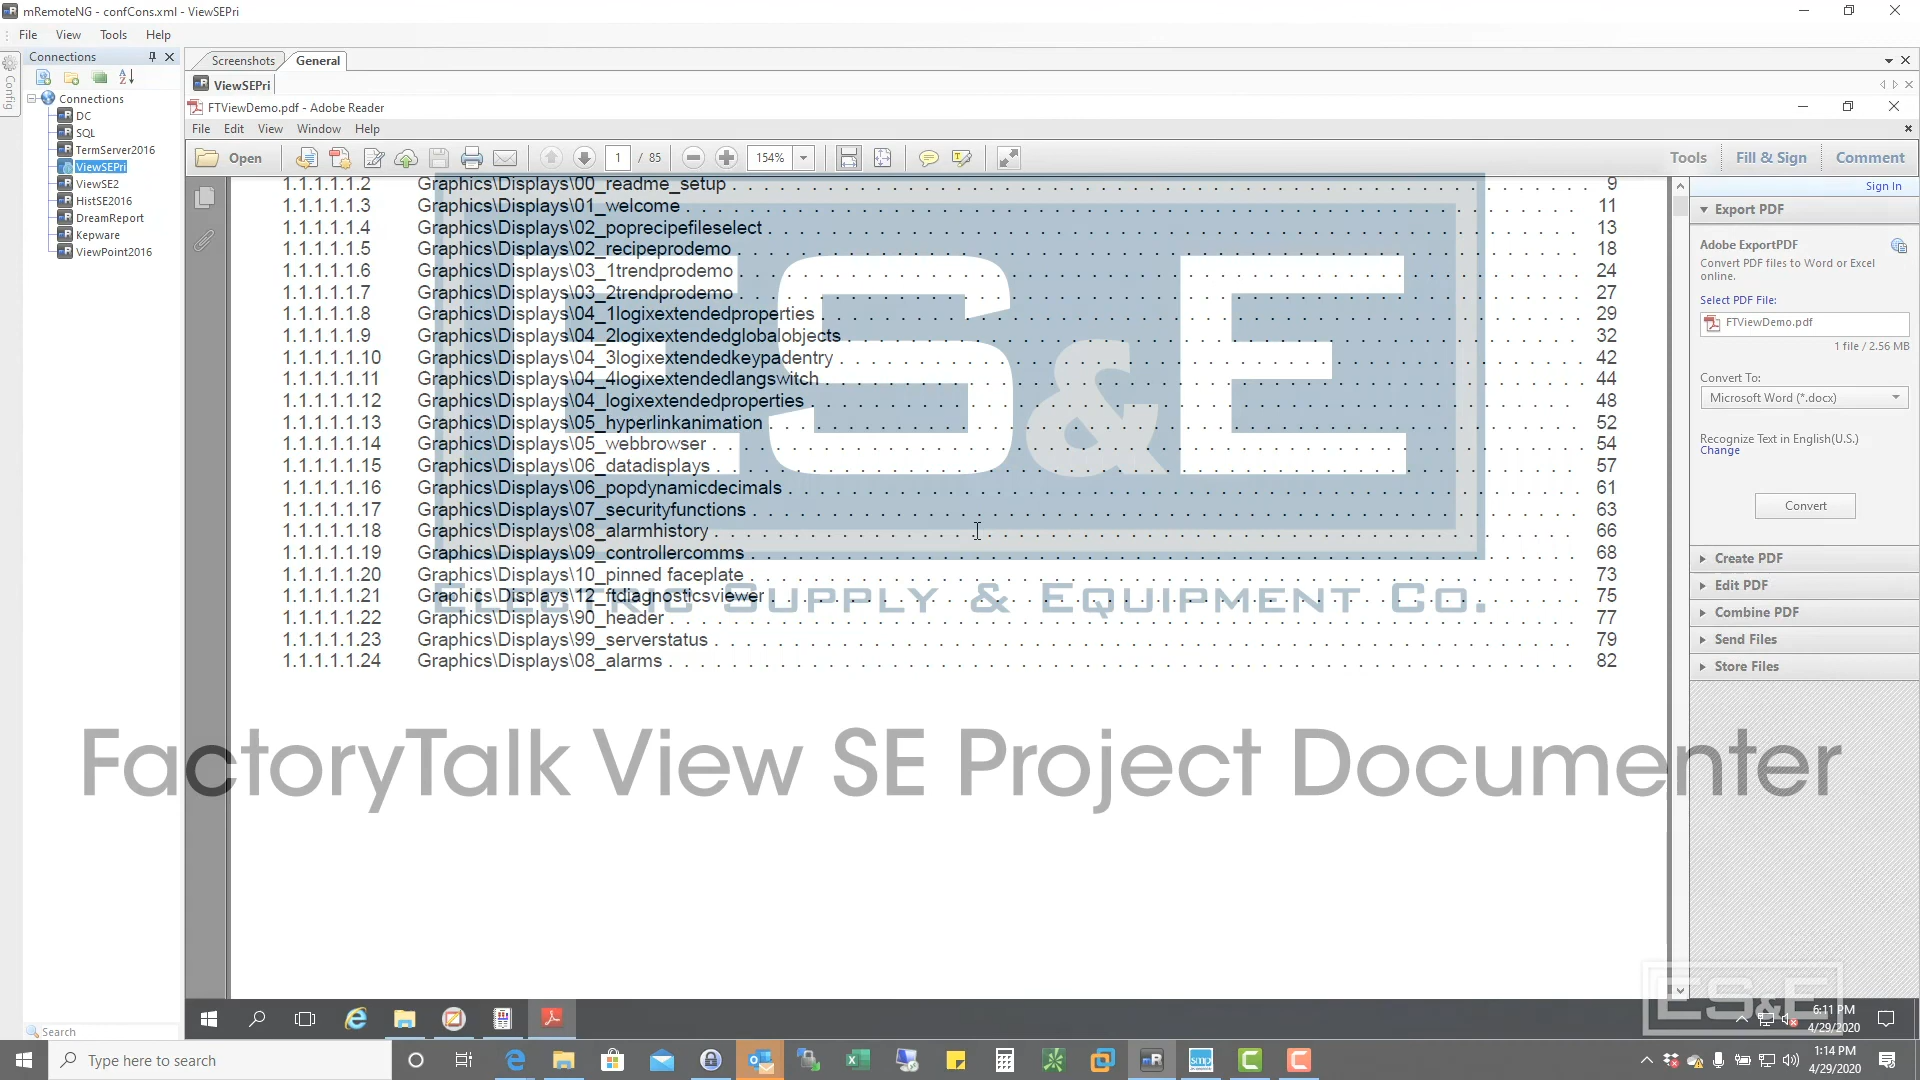 mRemoteNG - confCons.xml - ViewSEPri
File View Tools Help
Connections
Config
Connections
DC
SQL
TermServer2016
ViewSEPri
ViewSE2
HistSE2016
DreamReport
Kepware
ViewPoint2016
Search
Screenshots General
ViewSEPri
FTViewDemo.pdf - Adobe Reader
File Edit View Window Help
Open 1 / 85 154% Tools Fill & Sign Comment
1.1.1.1.1.2 Graphics\Displays\00_readme_setup 9
1.1.1.1.1.3 Graphics\Displays\01_welcome 11
1.1.1.1.1.4 Graphics\Displays\02_poprecipefileselect 13
1.1.1.1.1.5 Graphics\Displays\02_recipeprodemo 18
1.1.1.1.1.6 Graphics\Displays\03_1trendprodemo 24
1.1.1.1.1.7 Graphics\Displays\03_2trendprodemo 27
1.1.1.1.1.8 Graphics\Displays\04_1logixextendedproperties 29
1.1.1.1.1.9 Graphics\Displays\04_2logixextendedglobalobjects 32
1.1.1.1.1.10 Graphics\Displays\04_3logixextendedkeypadentry 42
1.1.1.1.1.11 Graphics\Displays\04_4logixextendedlangswitch 44
1.1.1.1.1.12 Graphics\Displays\04_logixextendedproperties 48
1.1.1.1.1.13 Graphics\Displays\05_hyperlinkanimation 52
1.1.1.1.1.14 Graphics\Displays\05_webbrowser 54
1.1.1.1.1.15 Graphics\Displays\06_datadisplays 57
1.1.1.1.1.16 Graphics\Displays\06_popdynamicdecimals 61
1.1.1.1.1.17 Graphics\Displays\07_securityfunctions 63
1.1.1.1.1.18 Graphics\Displays\08_alarmhistory 66
1.1.1.1.1.19 Graphics\Displays\09_controllercomms 68
1.1.1.1.1.20 Graphics\Displays\10_pinned faceplate 73
1.1.1.1.1.21 Graphics\Displays\12_ftdiagnosticsviewer 75
1.1.1.1.1.22 Graphics\Displays\90_header 77
1.1.1.1.1.23 Graphics\Displays\99_serverstatus 79
1.1.1.1.1.24 Graphics\Displays\08_alarms 82
ES&E
Electric Supply & Equipment Co.
FactoryTalk View SE Project Documenter
Sign In
Export PDF
Adobe ExportPDF
Convert PDF files to Word or Excel
online.
Select PDF File:
FTViewDemo.pdf
1 file / 2.56 MB
Convert To:
Microsoft Word (*.docx)
Recognize Text in English(U.S.)
Change
Convert
Create PDF
Edit PDF
Combine PDF
Send Files
Store Files
ES&E
6:11 PM
4/29/2020
Type here to search
1:14 PM
4/29/2020